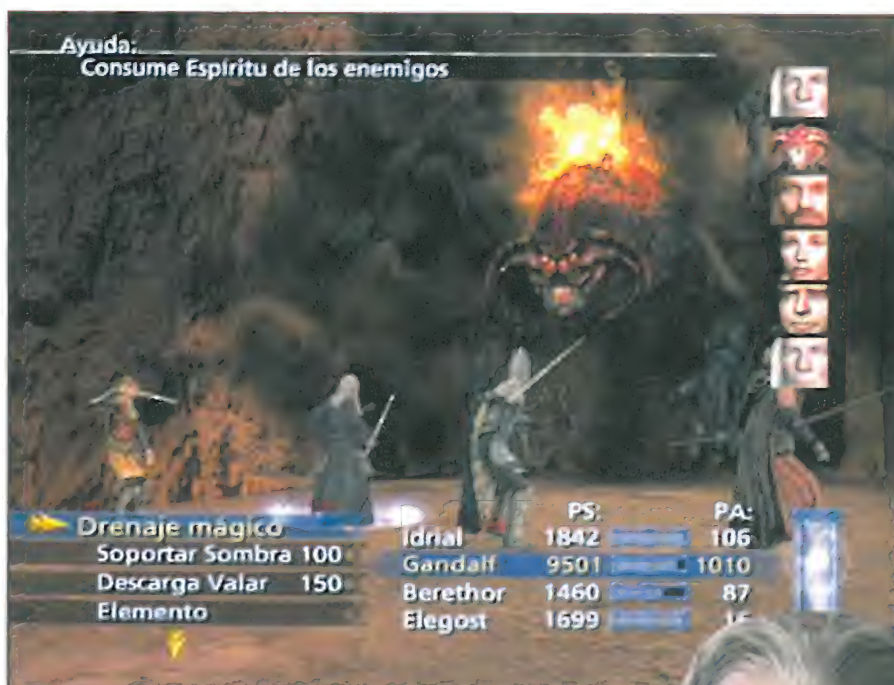 Ayuda:
Consume Espíritu de los enemigos
Drenaje mágico
Soportar Sombra 100
Descarga Valar 150
Elemento
PS: PA:
Idrial 1842 106
Gandalf 9501 1010
Berethor 1460 87
Elegost 1699